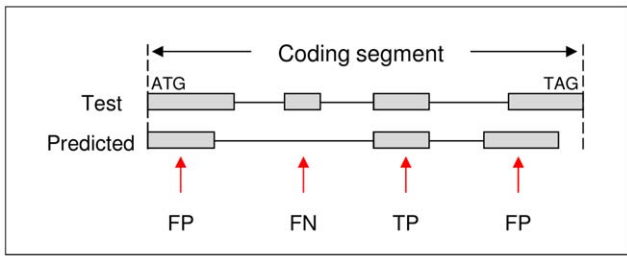 Coding segment
ATG TAG
Test
Predicted
FP FN TP FP